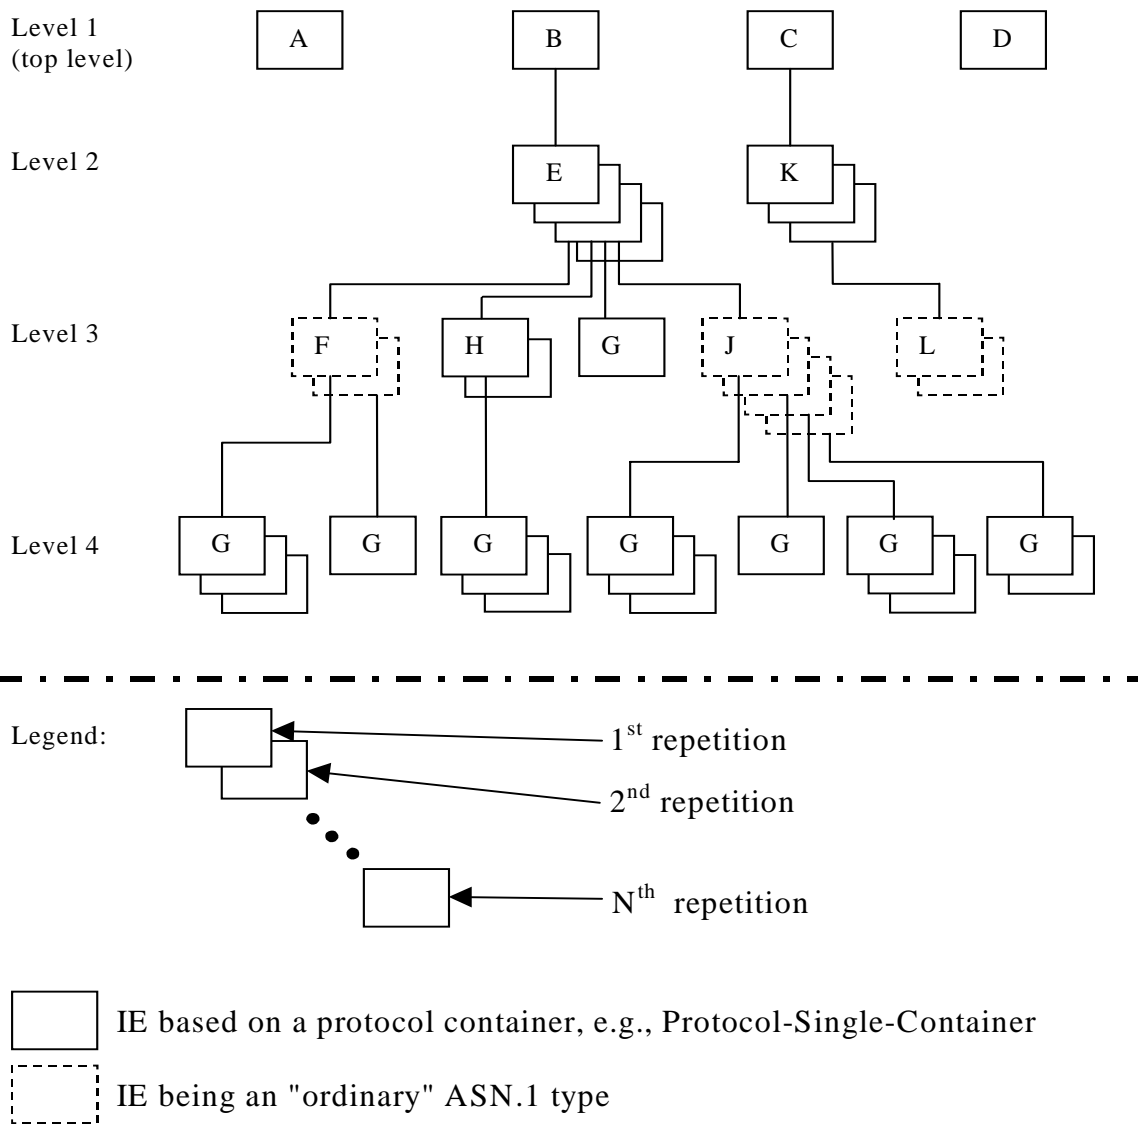 Level 1
(top level)
A
B
C
D
Level 2
E
K
Level 3
F
H
G
J
L
Level 4
G
G
G
G
G
G
G
Legend:
1st repetition
2nd repetition
Nth repetition
IE based on a protocol container, e.g., Protocol-Single-Container
IE being an "ordinary" ASN.1 type